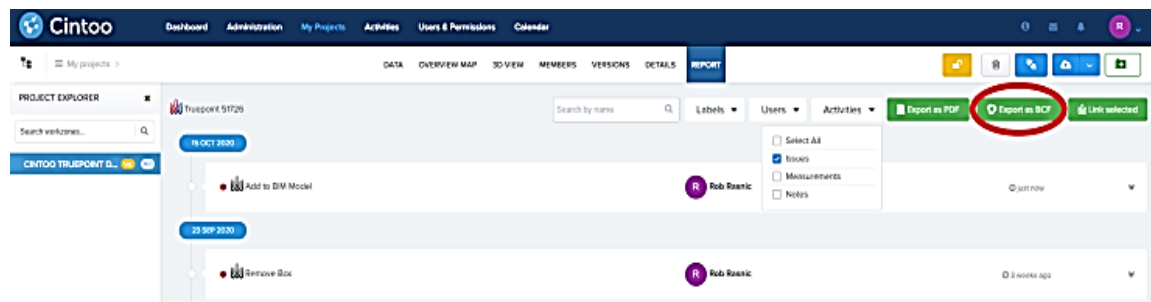 Cintoo Dashboard Administration My Projects Activities Users & Permissions Calendar R
My projects > DATA OVERVIEW MAP 3D VIEW MEMBERS VERSIONS DETAILS REPORT
PROJECT EXPLORER
Truepoint 51726 Search by name Labels Users Activities Export as PDF Export as BCF Link selected
Search workzones...
15 OCT 2020
Select All
CINTOO TRUEPOINT D...
Issues
Measurements
Add to BIM Model R Rob Rasnic just now
Notes
23 SEP 2020
Remove Box R Rob Rasnic 3 weeks ago